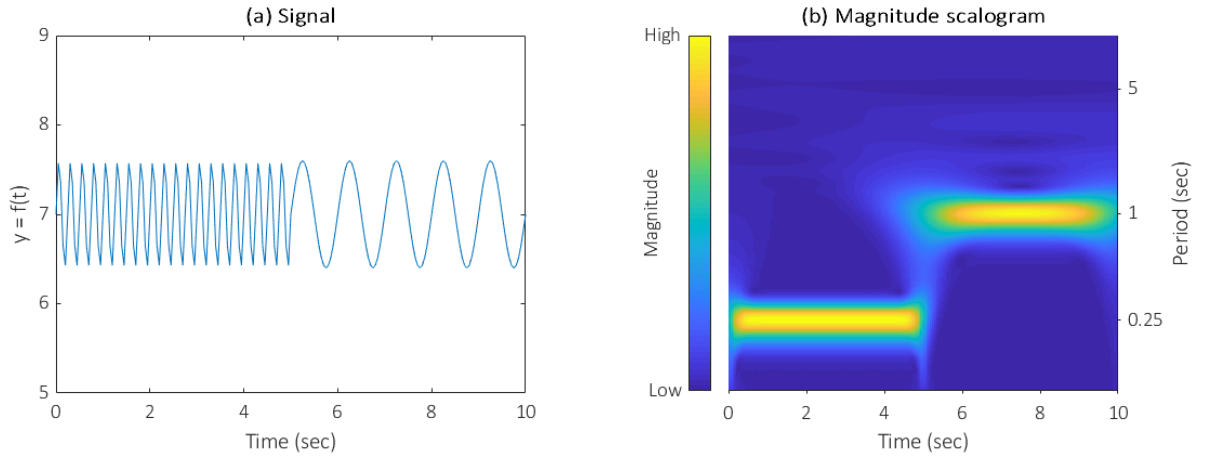 (a) Signal
9
8
7
6
5
y = f(t)
0
2
4
6
8
10
Time (sec)
(b) Magnitude scalogram
High
Low
Magnitude
5
1
0.25
Period (sec)
0
2
4
6
8
10
Time (sec)